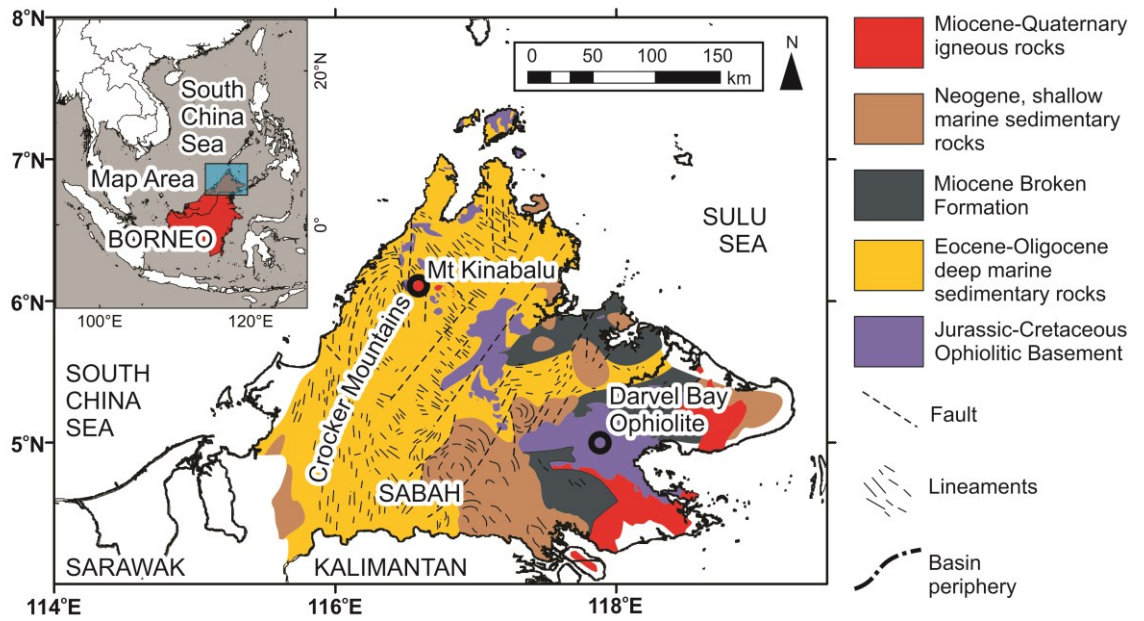 8°N
7°N
6°N
5°N
114°E
116°E
118°E
20°N
0°
100°E
120°E
South
China
Sea
Map Area
BORNEO
0 50 100 150
km
N
SULU
SEA
Mt Kinabalu
Crocker Mountains
SOUTH
CHINA
SEA
Darvel Bay
Ophiolite
SABAH
SARAWAK
KALIMANTAN
Miocene-Quaternary
igneous rocks
Neogene, shallow
marine sedimentary
rocks
Miocene Broken
Formation
Eocene-Oligocene
deep marine
sedimentary rocks
Jurassic-Cretaceous
Ophiolitic Basement
Fault
Lineaments
Basin
periphery